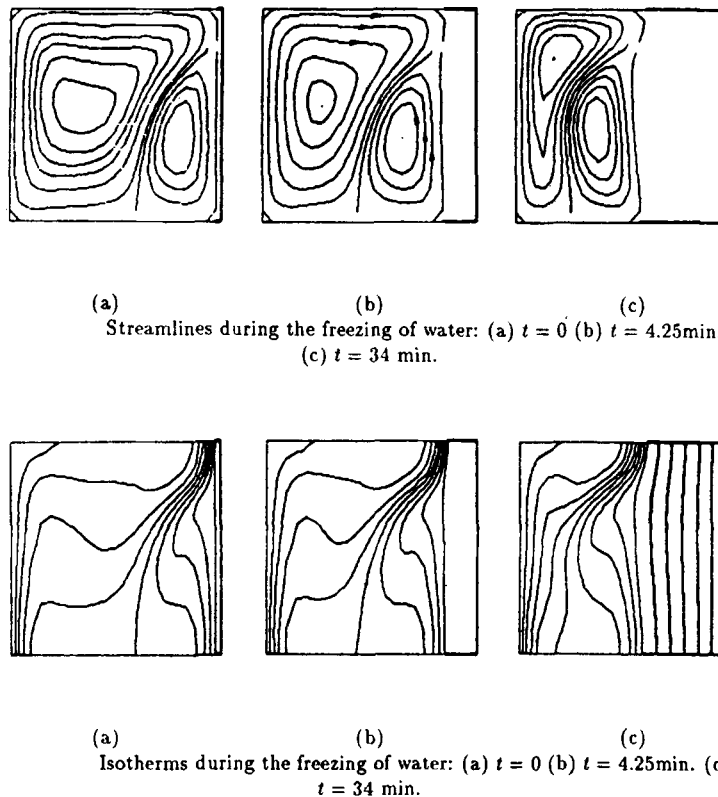 (a) (b) (c)
Streamlines during the freezing of water: (a) t = 0 (b) t = 4.25min
(c) t = 34 min.
(a) (b) (c)
Isotherms during the freezing of water: (a) t = 0 (b) t = 4.25min. (c
t = 34 min.